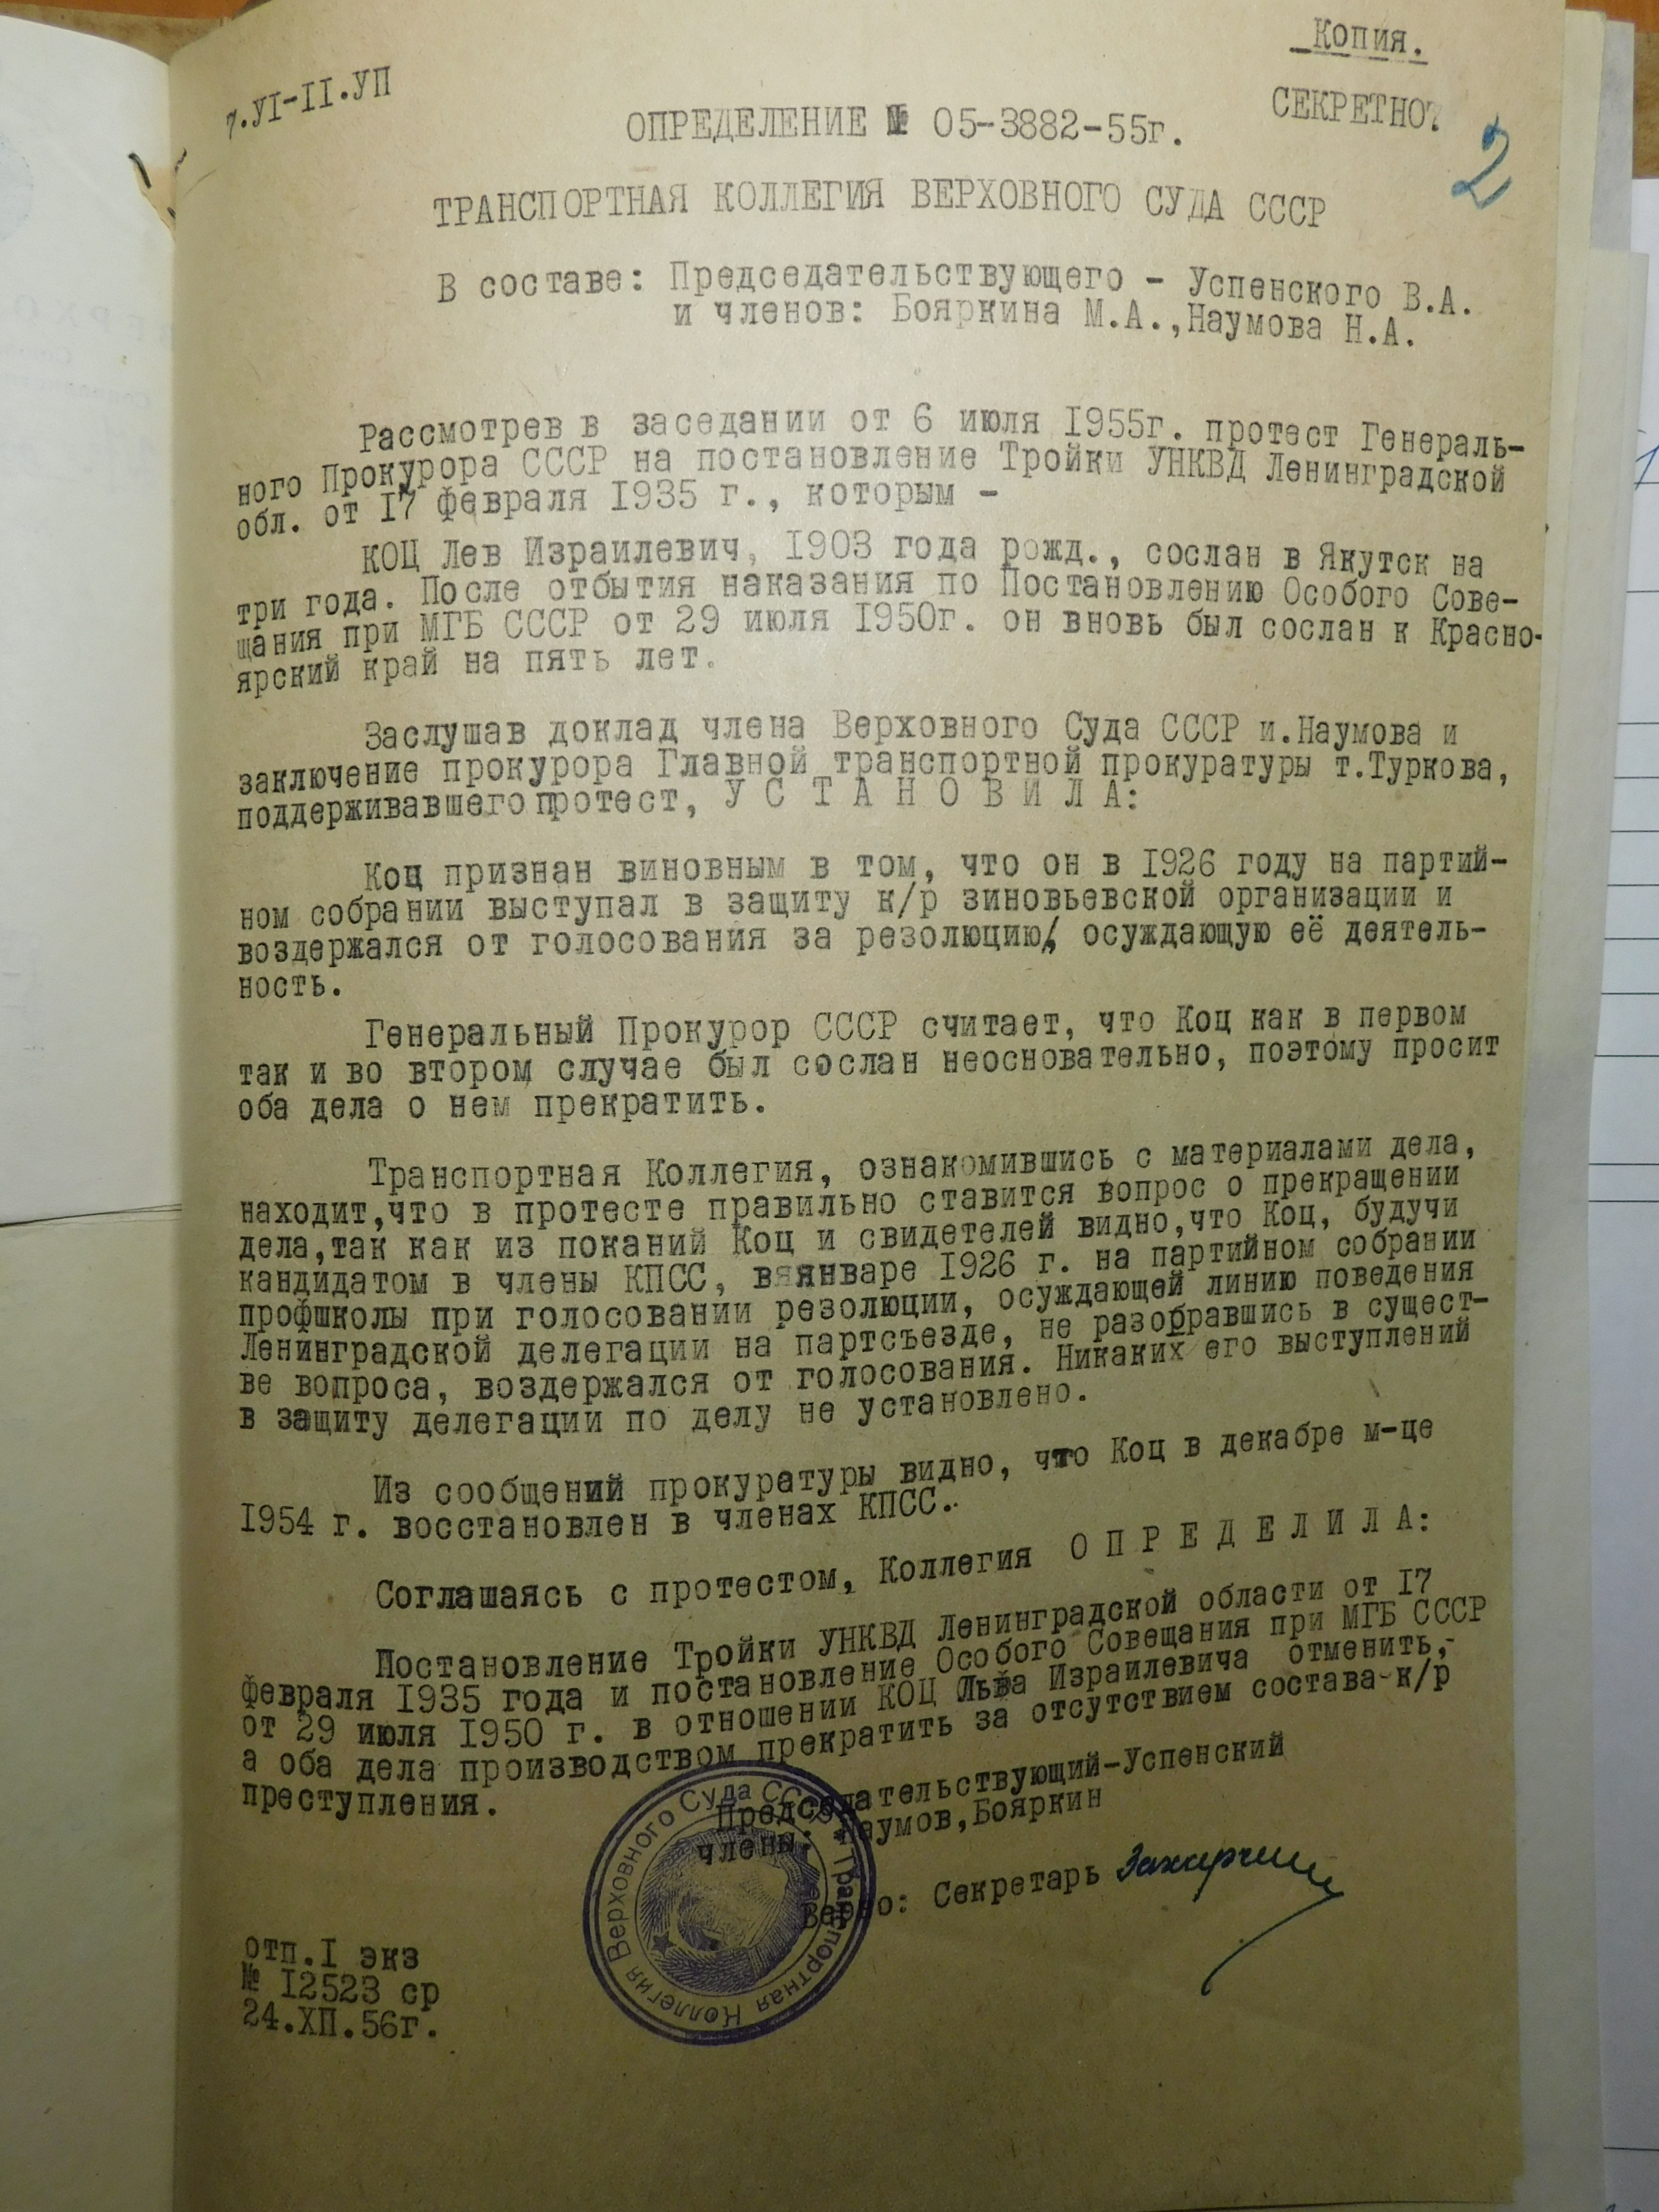 Копия.
7.УI-II.УП
СЕКРЕТНО
ОПРЕДЕЛЕНИЕ № 05-3882-55г.
2
ТРАНСПОРТНАЯ КОЛЛЕГИЯ ВЕРХОВНОГО СУДА СССР
В составе: Председательствующего - Успенского В.А.
и членов: Бояркина М.А.,Наумова Н.А.
Рассмотрев в заседании от 6 июля 1955г. протест Генераль-
ного Прокурора СССР на постановление Тройки УНКВД Ленинградской
обл. от 17 февраля 1935 г., которым -
КОЦ Лев Израилевич, 1903 года рожд., сослан в Якутск на
три года. После отбытия наказания по Постановлению Особого Сове-
щания при МГБ СССР от 29 июля 1950г. он вновь был сослан к Красно-
ярский край на пять лет.
Заслушав доклад члена Верховного Суда СССР и.Наумова и
заключение прокурора Главной транспортной прокуратуры т.Туркова,
поддерживавшего протест, У С Т А Н О В И Л А:
Коц признан виновным в том, что он в 1926 году на партий-
ном собрании выступал в защиту к/р зиновьевской организации и
воздержался от голосования за резолюцию, осуждающую её деятель-
ность.
Генеральный Прокурор СССР считает, что Коц как в первом
так и во втором случае был сослан неосновательно, поэтому просит
оба дела о нем прекратить.
Транспортная Коллегия, ознакомившись с материалами дела,
находит,что в протесте правильно ставится вопрос о прекращении
дела,так как из поканий Коц и свидетелей видно,что Коц, будучи
кандидатом в члены КПСС, в январе 1926 г. на партийном собрании
профшколы при голосовании резолюции, осуждающей линию поведения
Ленинградской делегации на партсъезде, не разобравшись в сущест-
ве вопроса, воздержался от голосования. Никаких его выступлений
в защиту делегации по делу не установлено.
Из сообщений прокуратуры видно, что Коц в декабре м-це
1954 г. восстановлен в членах КПСС.
Соглашаясь с протестом, Коллегия О П Р Е Д Е Л И Л А:
Постановление Тройки УНКВД Ленинградской области от 17
февраля 1935 года и постановление Особого Совещания при МГБ СССР
от 29 июля 1950 г. в отношении КОЦ Льва Израилевича отменить,
а оба дела производством прекратить за отсутствием состава к/р
преступления.
Председательствующий-Успенский
члены: Наумов,Бояркин
Верно: Секретарь
Транспортная Коллегия Верховного Суда СССР
отп.I экз
№ 12523 ср
24.ХП.56г.